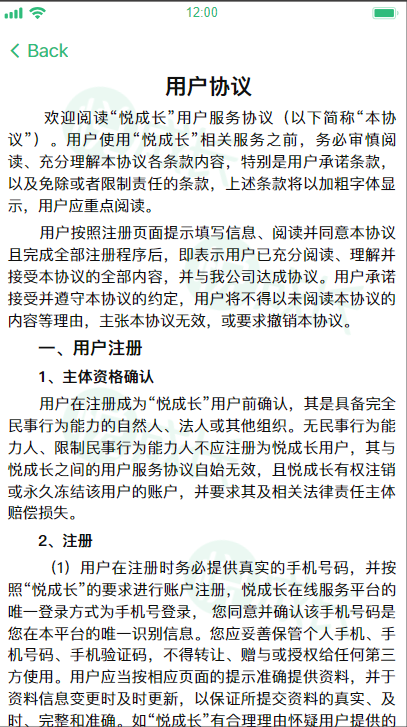 12:00
Back
用户协议
欢迎阅读“悦成长”用户服务协议（以下简称“本协
议”）。用户使用“悦成长”相关服务之前，务必审慎阅
读、充分理解本协议各条款内容，特别是用户承诺条款，
以及免除或者限制责任的条款，上述条款将以加粗字体显
示，用户应重点阅读。
用户按照注册页面提示填写信息、阅读并同意本协议
且完成全部注册程序后，即表示用户已充分阅读、理解并
接受本协议的全部内容，并与我公司达成协议。用户承诺
接受并遵守本协议的约定，用户将不得以未阅读本协议的
内容等理由，主张本协议无效，或要求撤销本协议。
一、用户注册
1、主体资格确认
用户在注册成为“悦成长”用户前确认，其是具备完全
民事行为能力的自然人、法人或其他组织。无民事行为能
力人、限制民事行为能力人不应注册为悦成长用户，其与
悦成长之间的用户服务协议自始无效，且悦成长有权注销
或永久冻结该用户的账户，并要求其及相关法律责任主体
赔偿损失。
2、注册
（1）用户在注册时务必提供真实的手机号码，并按
照“悦成长”的要求进行账户注册，悦成长在线服务平台的
唯一登录方式为手机号登录， 您同意并确认该手机号码是
您在本平台的唯一识别信息。您应妥善保管个人手机、手
机号码、手机验证码，不得转让、赠与或授权给任何第三
方使用。用户应当按相应页面的提示准确提供资料，并于
资料信息变更时及时更新，以保证所提交资料的真实、及
时、完整和准确。如“悦成长”有合理理由怀疑用户提供的